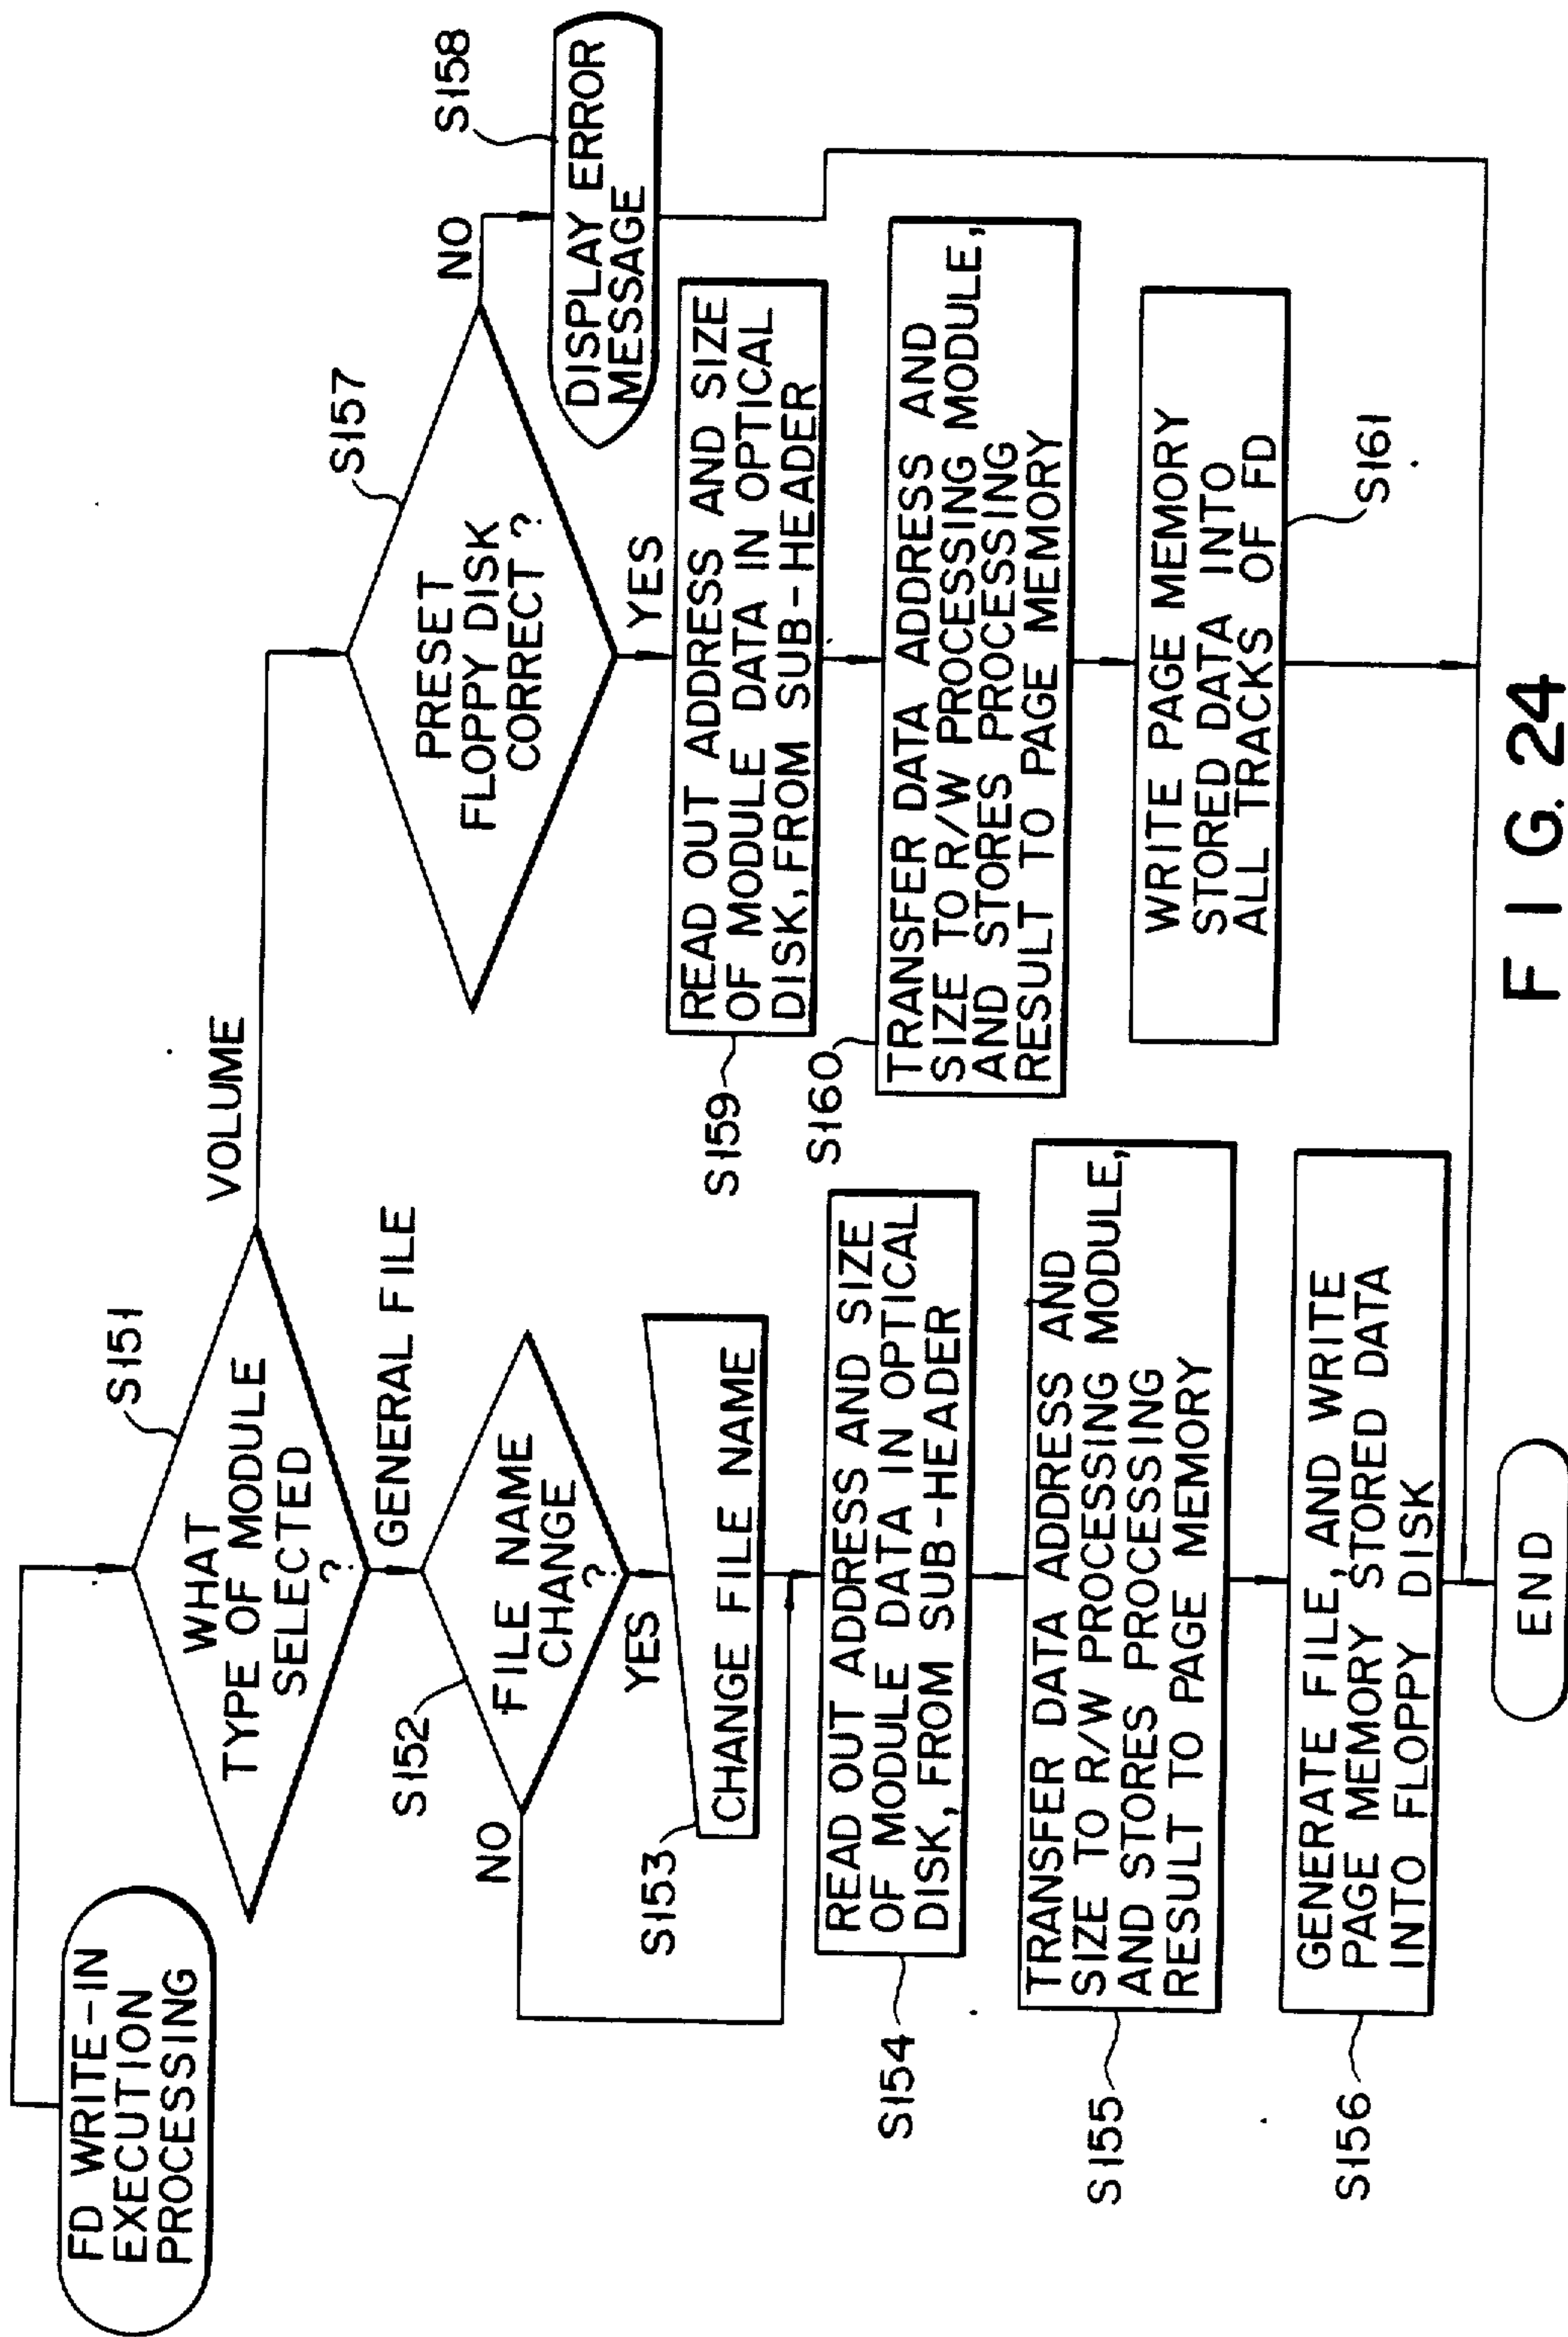 FD WRITE-IN
EXECUTION
PROCESSING
S151
WHAT
TYPE OF MODULE
SELECTED
?
VOLUME
GENERAL FILE
S152
FILE NAME
CHANGE
?
NO
YES
S153
CHANGE FILE NAME
S154
READ OUT ADDRESS AND SIZE
OF MODULE DATA IN OPTICAL
DISK, FROM SUB-HEADER
S155
TRANSFER DATA ADDRESS AND
SIZE TO R/W PROCESSING MODULE,
AND STORES PROCESSING
RESULT TO PAGE MEMORY
S156
GENERATE FILE, AND WRITE
PAGE MEMORY STORED DATA
INTO FLOPPY DISK
END
S157
PRESET
FLOPPY DISK
CORRECT ?
NO
S158
DISPLAY ERROR
MESSAGE
YES
S159
READ OUT ADDRESS AND SIZE
OF MODULE DATA IN OPTICAL
DISK, FROM SUB-HEADER
S160
TRANSFER DATA ADDRESS AND
SIZE TO R/W PROCESSING MODULE,
AND STORES PROCESSING
RESULT TO PAGE MEMORY
WRITE PAGE MEMORY
STORED DATA INTO
ALL TRACKS OF FD
S161
FIG. 24